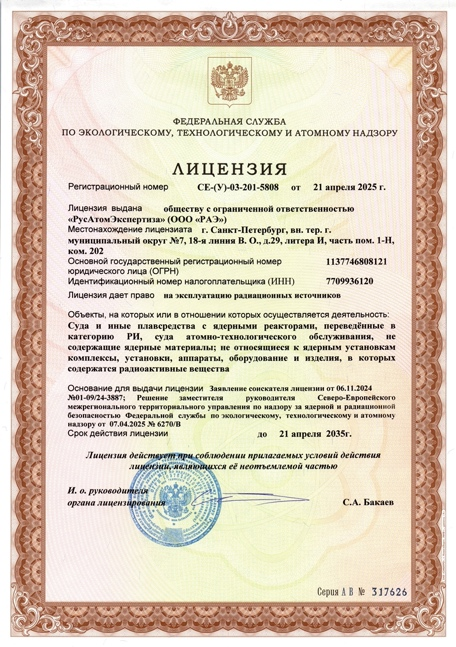 ФЕДЕРАЛЬНАЯ СЛУЖБА
ПО ЭКОЛОГИЧЕСКОМУ, ТЕХНОЛОГИЧЕСКОМУ И АТОМНОМУ НАДЗОРУ
ЛИЦЕНЗИЯ
Регистрационный номер СЕ-(У)-03-201-5808 от 21 апреля 2025 г.
Лицензия выдана обществу с ограниченной ответственностью
«РусАтомЭкспертиза» (ООО «РАЭ»)
Местонахождение лицензиата г. Санкт-Петербург, вн. тер. г.
муниципальный округ №7, 18-я линия В. О., д.29, литера И, часть пом. 1-Н,
ком. 202
Основной государственный регистрационный номер 1137746808121
юридического лица (ОГРН)
Идентификационный номер налогоплательщика (ИНН) 7709936120
Лицензия дает право на эксплуатацию радиационных источников
Объекты, на которых или в отношении которых осуществляется деятельность:
Суда и иные плавсредства с ядерными реакторами, переведённые в
категорию РИ, суда атомно-технологического обслуживания, не
содержащие ядерные материалы; не относящиеся к ядерным установкам
комплексы, установки, аппараты, оборудование и изделия, в которых
содержатся радиоактивные вещества
Основание для выдачи лицензии Заявление соискателя лицензии от 06.11.2024
№01-09/24-3887; Решение заместителя руководителя Северо-Европейского
межрегионального территориального управления по надзору за ядерной и радиационной
безопасностью Федеральной службы по экологическому, технологическому и атомному
надзору от 07.04.2025 № 6270/В
Срок действия лицензии до 21 апреля 2035г.
Лицензия действует при соблюдении прилагаемых условий действия
лицензии, являющихся её неотъемлемой частью
И. о. руководителя
органа лицензирования С.А. Бакаев
Серия А В № 317626